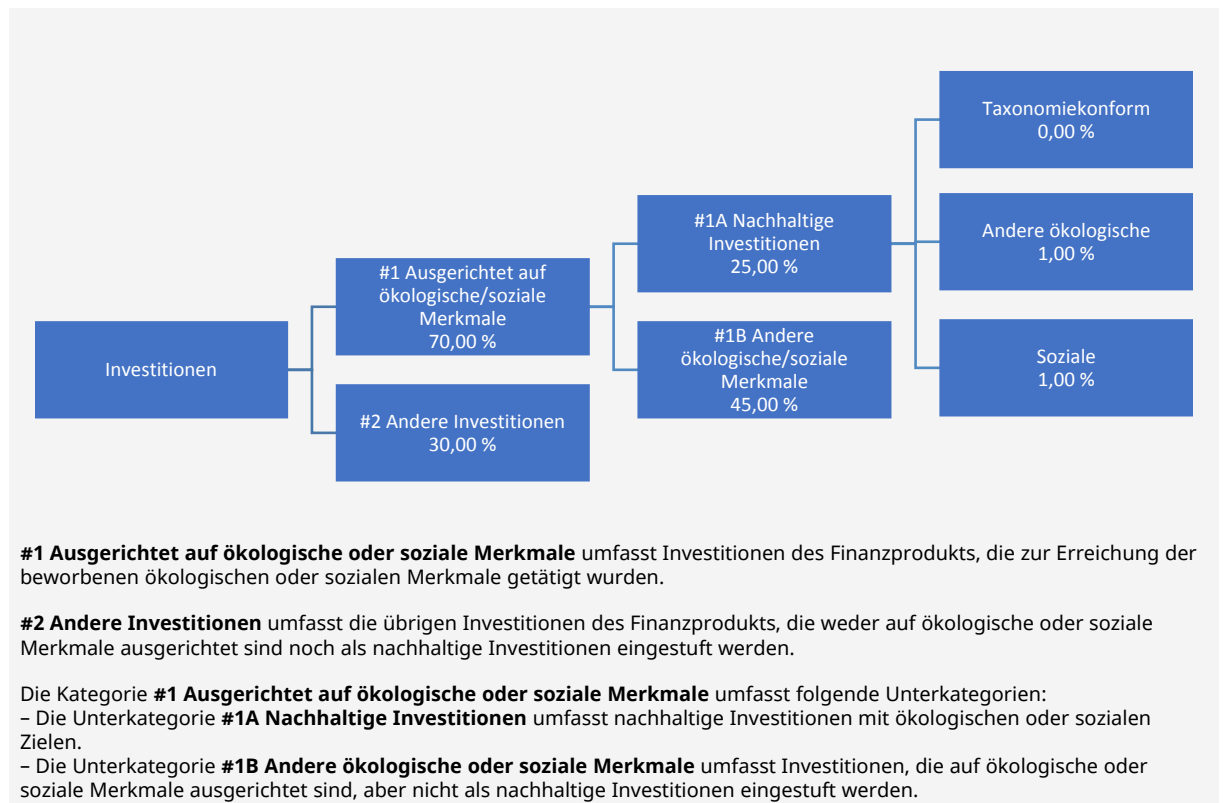 Investitionen
#1 Ausgerichtet auf
ökologische/soziale
Merkmale
70,00 %
#2 Andere Investitionen
30,00 %
#1A Nachhaltige
Investitionen
25,00 %
#1B Andere
ökologische/soziale
Merkmale
45,00 %
Taxonomiekonform
0,00 %
Andere ökologische
1,00 %
Soziale
1,00 %
#1 Ausgerichtet auf ökologische oder soziale Merkmale umfasst Investitionen des Finanzprodukts, die zur Erreichung der
beworbenen ökologischen oder sozialen Merkmale getätigt wurden.
#2 Andere Investitionen umfasst die übrigen Investitionen des Finanzprodukts, die weder auf ökologische oder soziale
Merkmale ausgerichtet sind noch als nachhaltige Investitionen eingestuft werden.
Die Kategorie #1 Ausgerichtet auf ökologische oder soziale Merkmale umfasst folgende Unterkategorien:
– Die Unterkategorie #1A Nachhaltige Investitionen umfasst nachhaltige Investitionen mit ökologischen oder sozialen
Zielen.
– Die Unterkategorie #1B Andere ökologische oder soziale Merkmale umfasst Investitionen, die auf ökologische oder
soziale Merkmale ausgerichtet sind, aber nicht als nachhaltige Investitionen eingestuft werden.